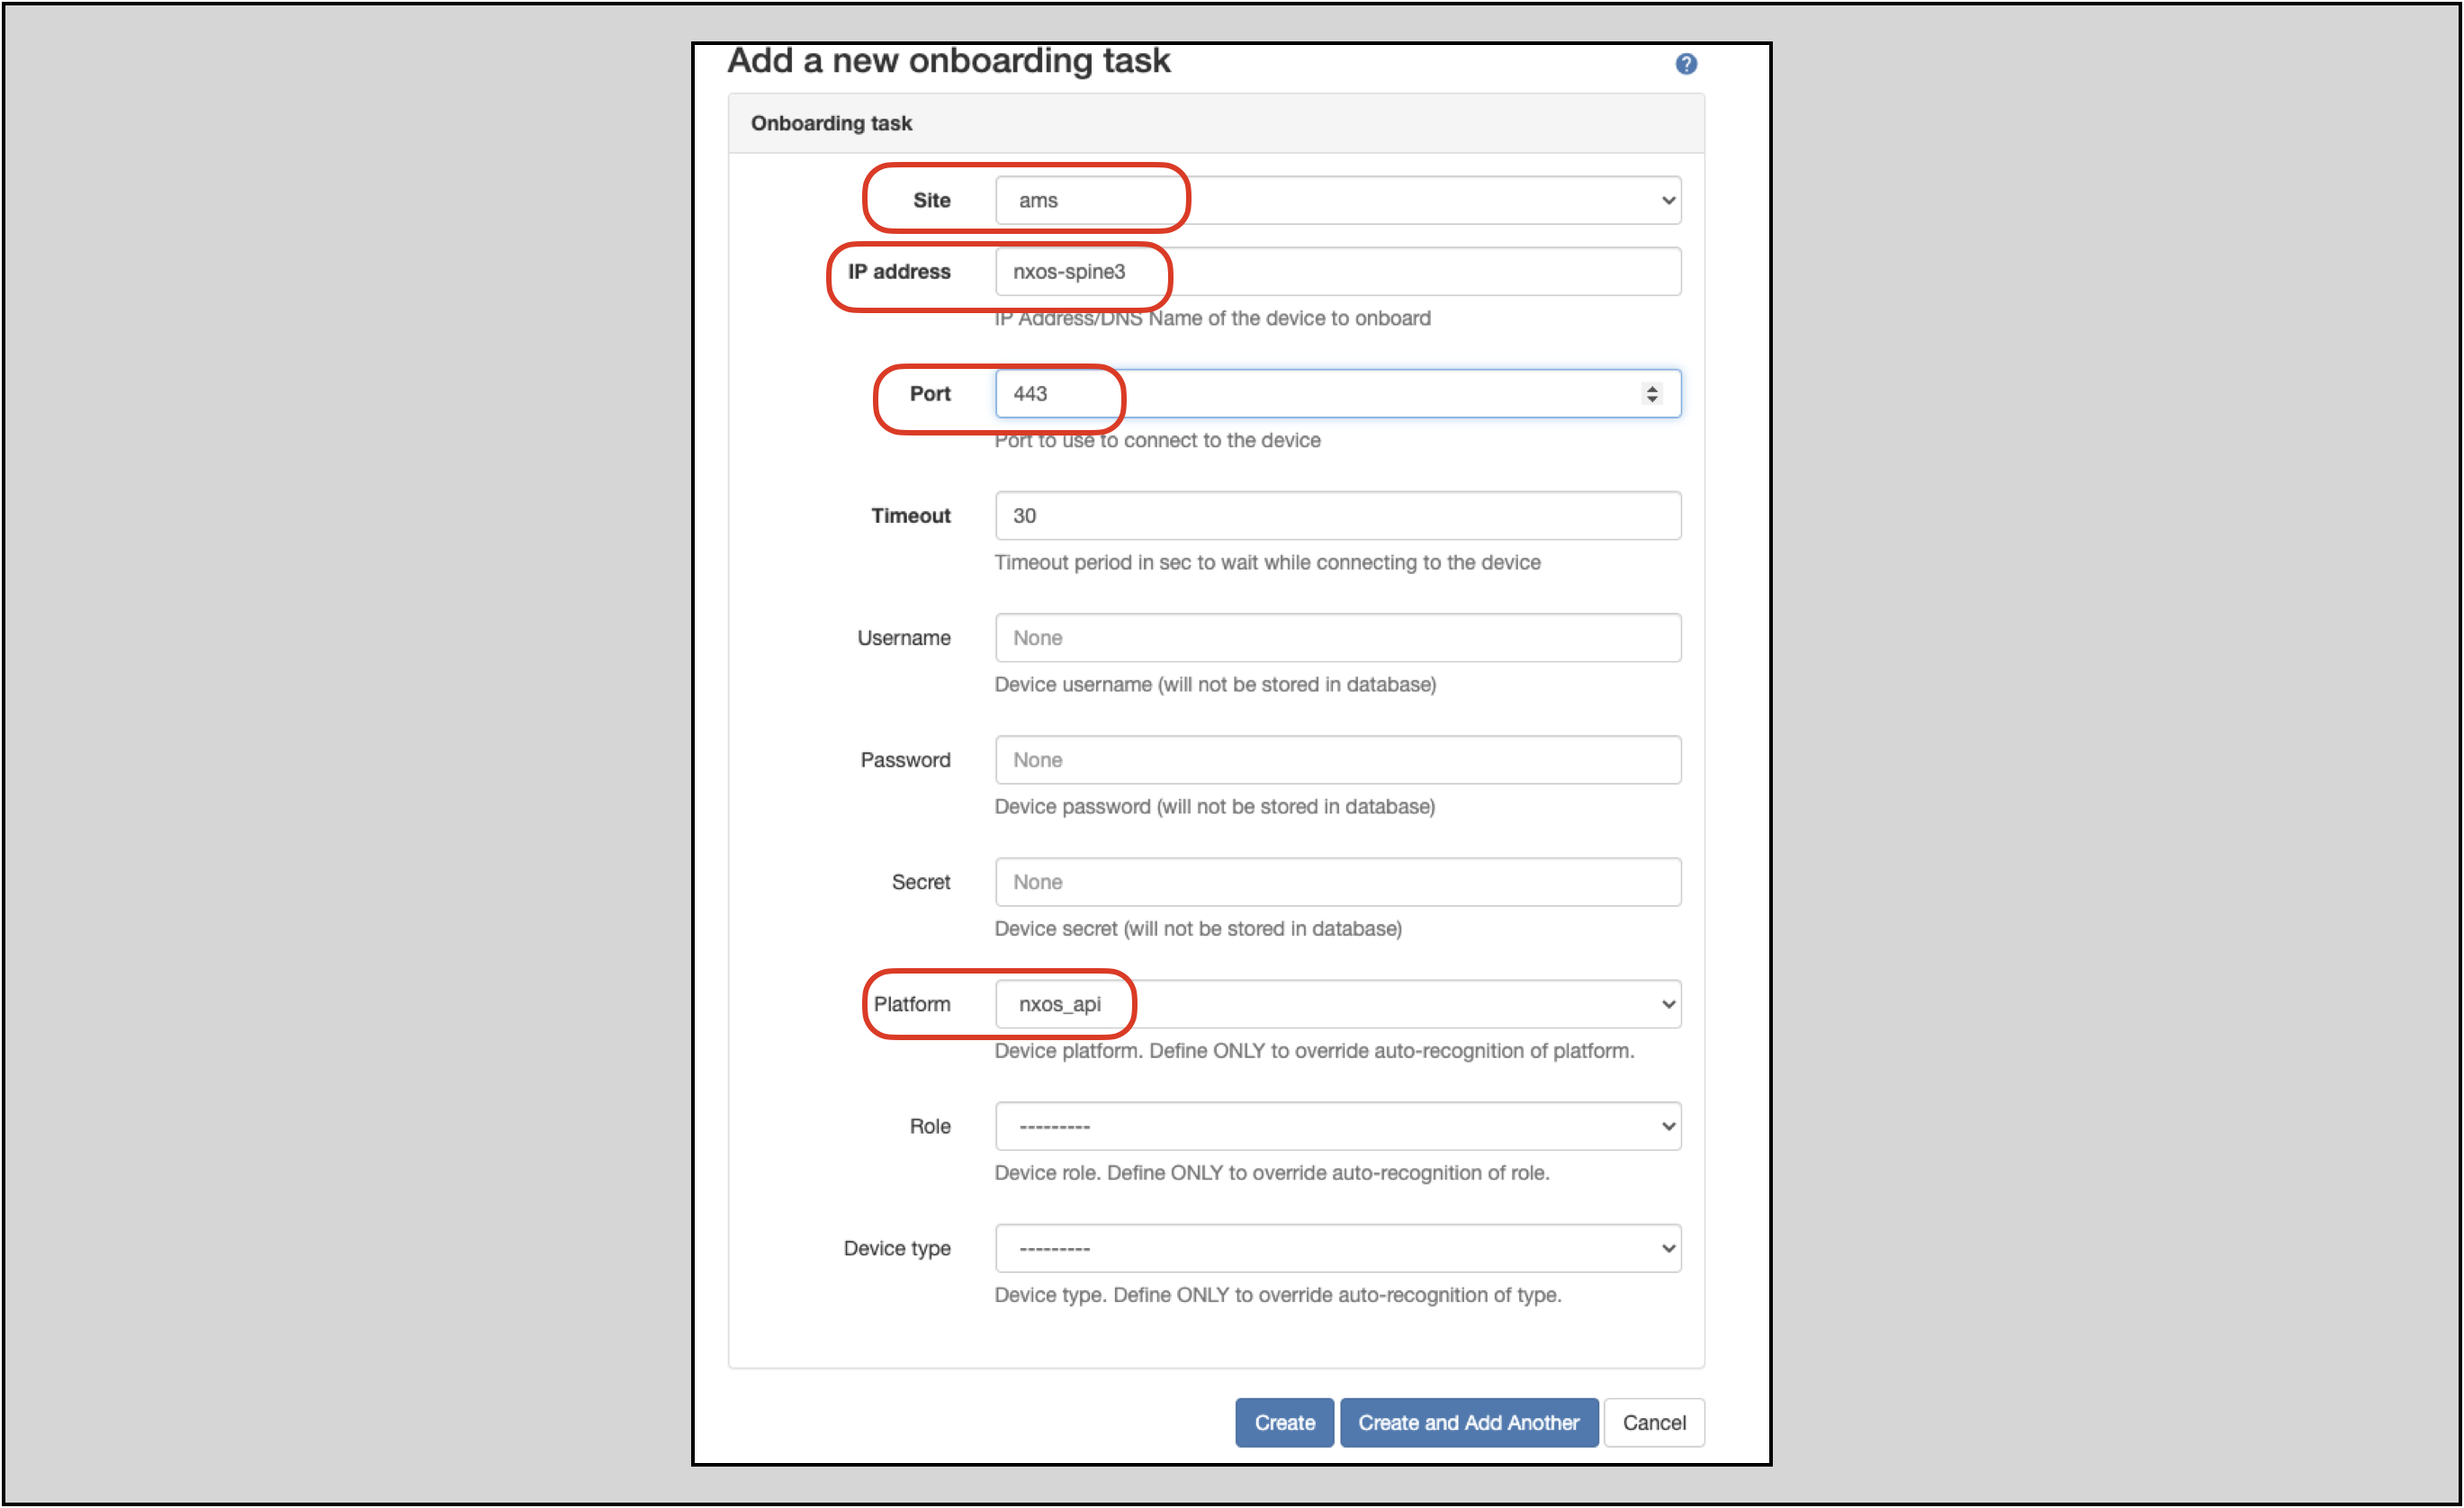 Add a new onboarding task
?
Onboarding task
Site ams
IP address nxos-spine3
IP Address/DNS Name of the device to onboard
Port 443
Port to use to connect to the device
Timeout 30
Timeout period in sec to wait while connecting to the device
Username None
Device username (will not be stored in database)
Password None
Device password (will not be stored in database)
Secret None
Device secret (will not be stored in database)
Platform nxos_api
Device platform. Define ONLY to override auto-recognition of platform.
Role ---------
Device role. Define ONLY to override auto-recognition of role.
Device type ---------
Device type. Define ONLY to override auto-recognition of type.
Create Create and Add Another Cancel